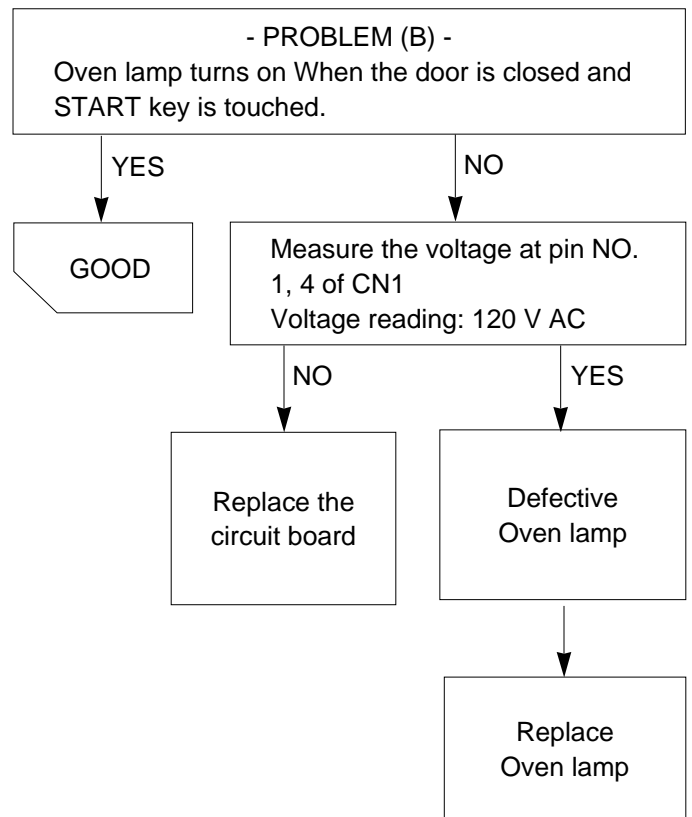 - PROBLEM (B) -
Oven lamp turns on When the door is closed and
START key is touched.
YES
NO
GOOD
Measure the voltage at pin NO.
1, 4 of CN1
Voltage reading: 120 V AC
NO
YES
Replace the
circuit board
Defective
Oven lamp
Replace
Oven lamp